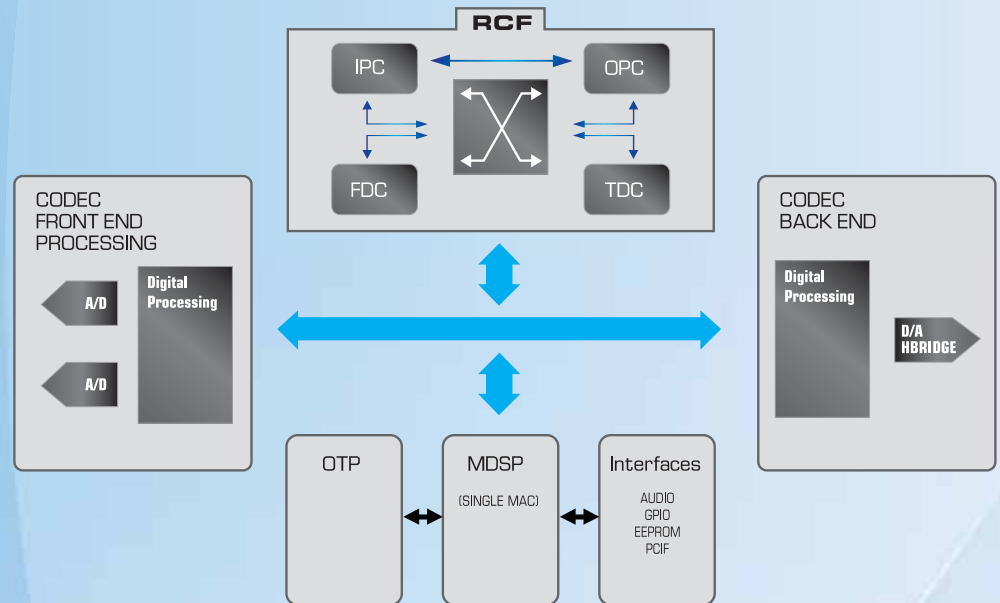 RCF
IPC
OPC
FDC
TDC
CODEC
FRONT END
PROCESSING
A/D
A/D
Digital
Processing
CODEC
BACK END
Digital
Processing
D/A
HBRIDGE
OTP
MDSP
(SINGLE MAC)
Interfaces
AUDIO
GPIO
EEPROM
PCIF